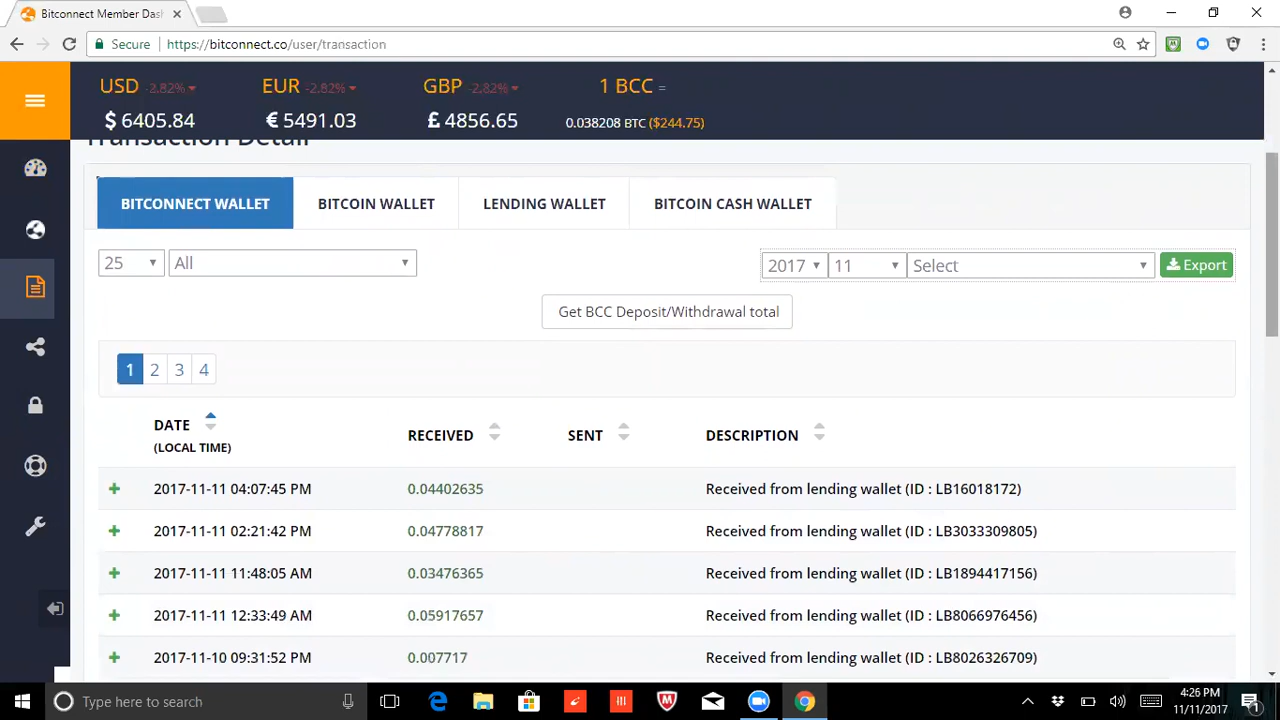 Bitconnect Member Das
Secure https://bitconnect.co/user/transaction
USD -2.82% EUR -2.82% GBP -2.82% 1 BCC =
$ 6405.84 € 5491.03 £ 4856.65 0.038208 BTC ($244.75)
Transaction Detail
BITCONNECT WALLET BITCOIN WALLET LENDING WALLET BITCOIN CASH WALLET
25 All 2017 11 Select Export
Get BCC Deposit/Withdrawal total
1 2 3 4
DATE RECEIVED SENT DESCRIPTION
(LOCAL TIME)
2017-11-11 04:07:45 PM 0.04402635 Received from lending wallet (ID : LB16018172)
2017-11-11 02:21:42 PM 0.04778817 Received from lending wallet (ID : LB3033309805)
2017-11-11 11:48:05 AM 0.03476365 Received from lending wallet (ID : LB1894417156)
2017-11-11 12:33:49 AM 0.05917657 Received from lending wallet (ID : LB8066976456)
2017-11-10 09:31:52 PM 0.007717 Received from lending wallet (ID : LB8026326709)
Type here to search
4:26 PM
11/11/2017
1